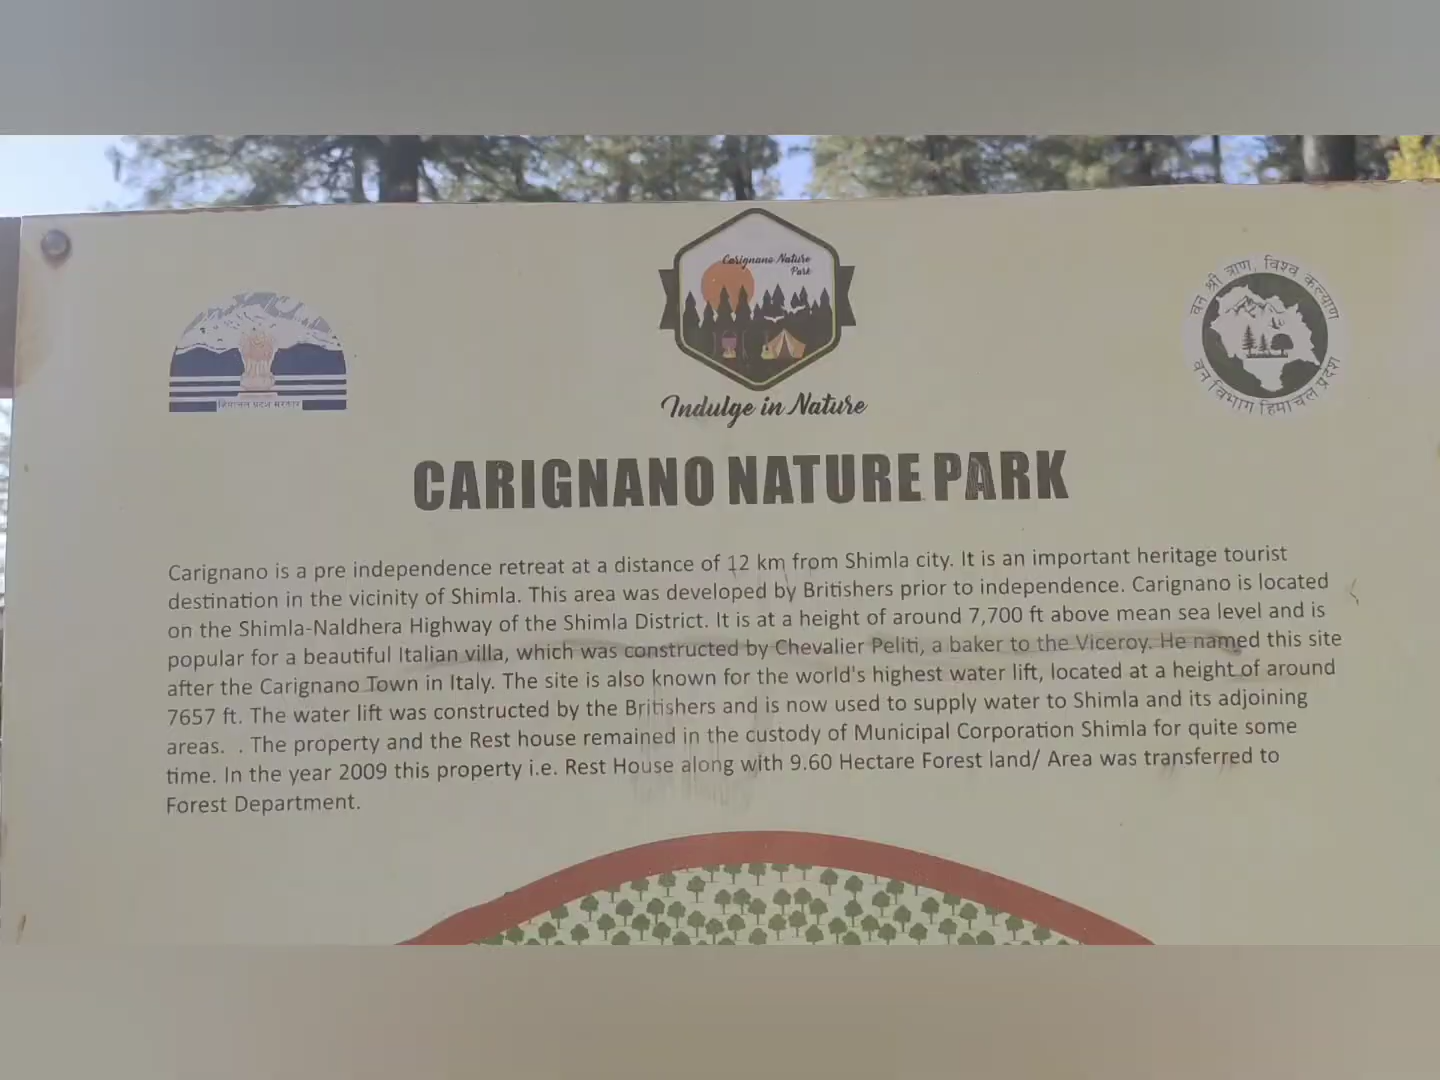 Carignano Nature
Park
Indulge in Nature
हिमाचल प्रदेश सरकार
वन श्री त्राण, विश्व कल्याण
वन विभाग हिमाचल प्रदेश
CARIGNANO NATURE PARK
Carignano is a pre independence retreat at a distance of 12 km from Shimla city. It is an important heritage tourist
destination in the vicinity of Shimla. This area was developed by Britishers prior to independence. Carignano is located
on the Shimla-Naldhera Highway of the Shimla District. It is at a height of around 7,700 ft above mean sea level and is
popular for a beautiful Italian villa, which was constructed by Chevalier Peliti, a baker to the Viceroy. He named this site
after the Carignano Town in Italy. The site is also known for the world's highest water lift, located at a height of around
7657 ft. The water lift was constructed by the Britishers and is now used to supply water to Shimla and its adjoining
areas. . The property and the Rest house remained in the custody of Municipal Corporation Shimla for quite some
time. In the year 2009 this property i.e. Rest House along with 9.60 Hectare Forest land/ Area was transferred to
Forest Department.